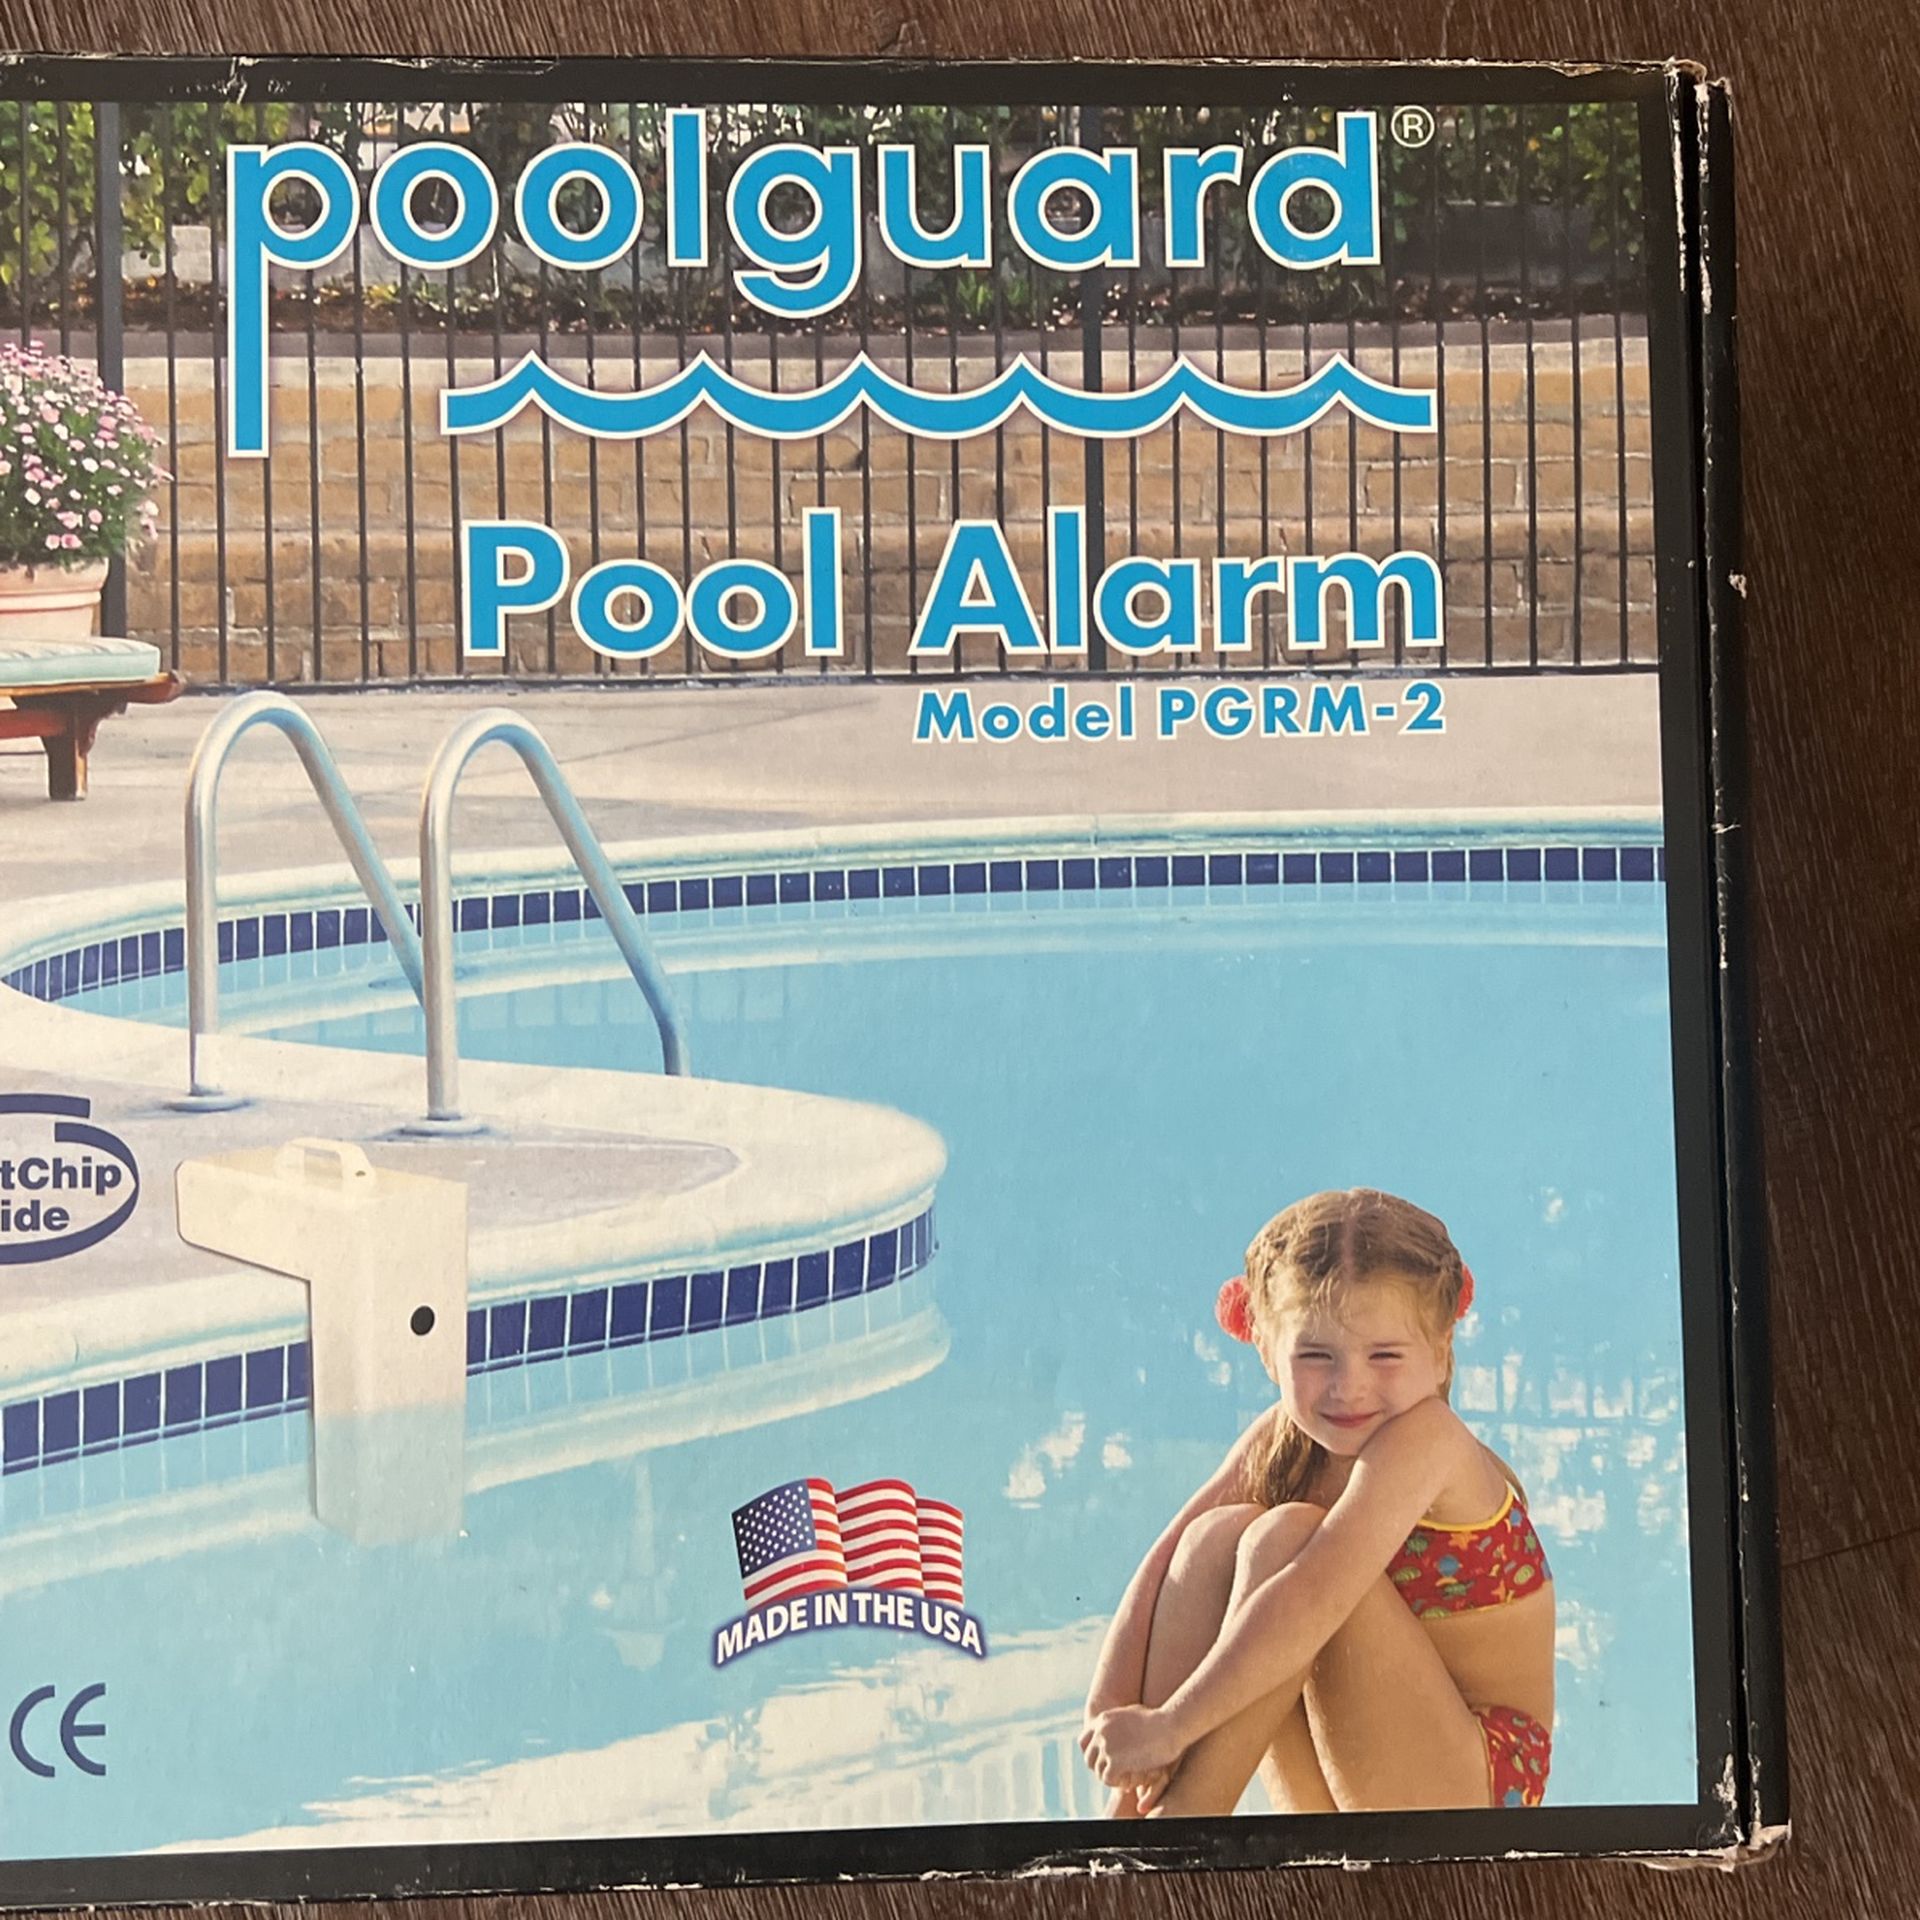 poolguard®
Pool Alarm
Model PGRM-2
tChip
ide
MADE IN THE USA
CE